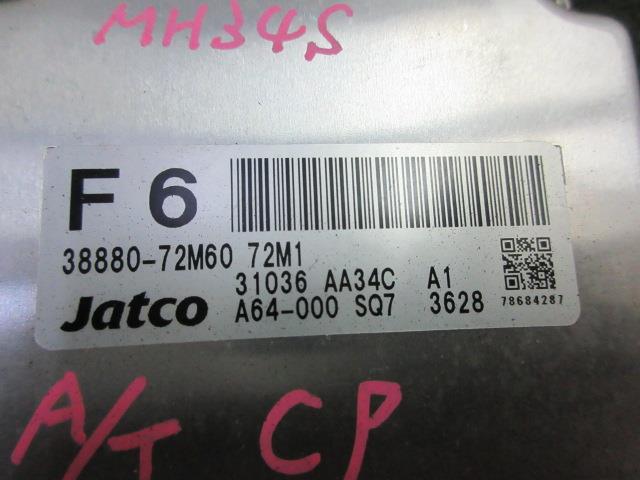 MH34S
F 6
38880-72M60 72M1
31036 AA34C A1
Jatco A64-000 SQ7 3628
78684287
A/T CP